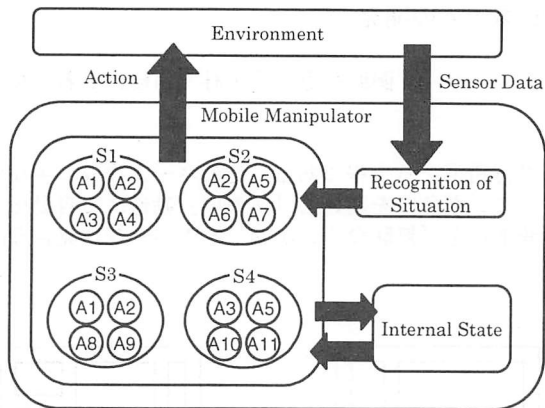 Environment
Action
Sensor Data
Mobile Manipulator
S1
S2
A1 A2
A3 A4
A2 A5
A6 A7
Recognition of
Situation
S3
S4
A1 A2
A8 A9
A3 A5
A10 A11
Internal State